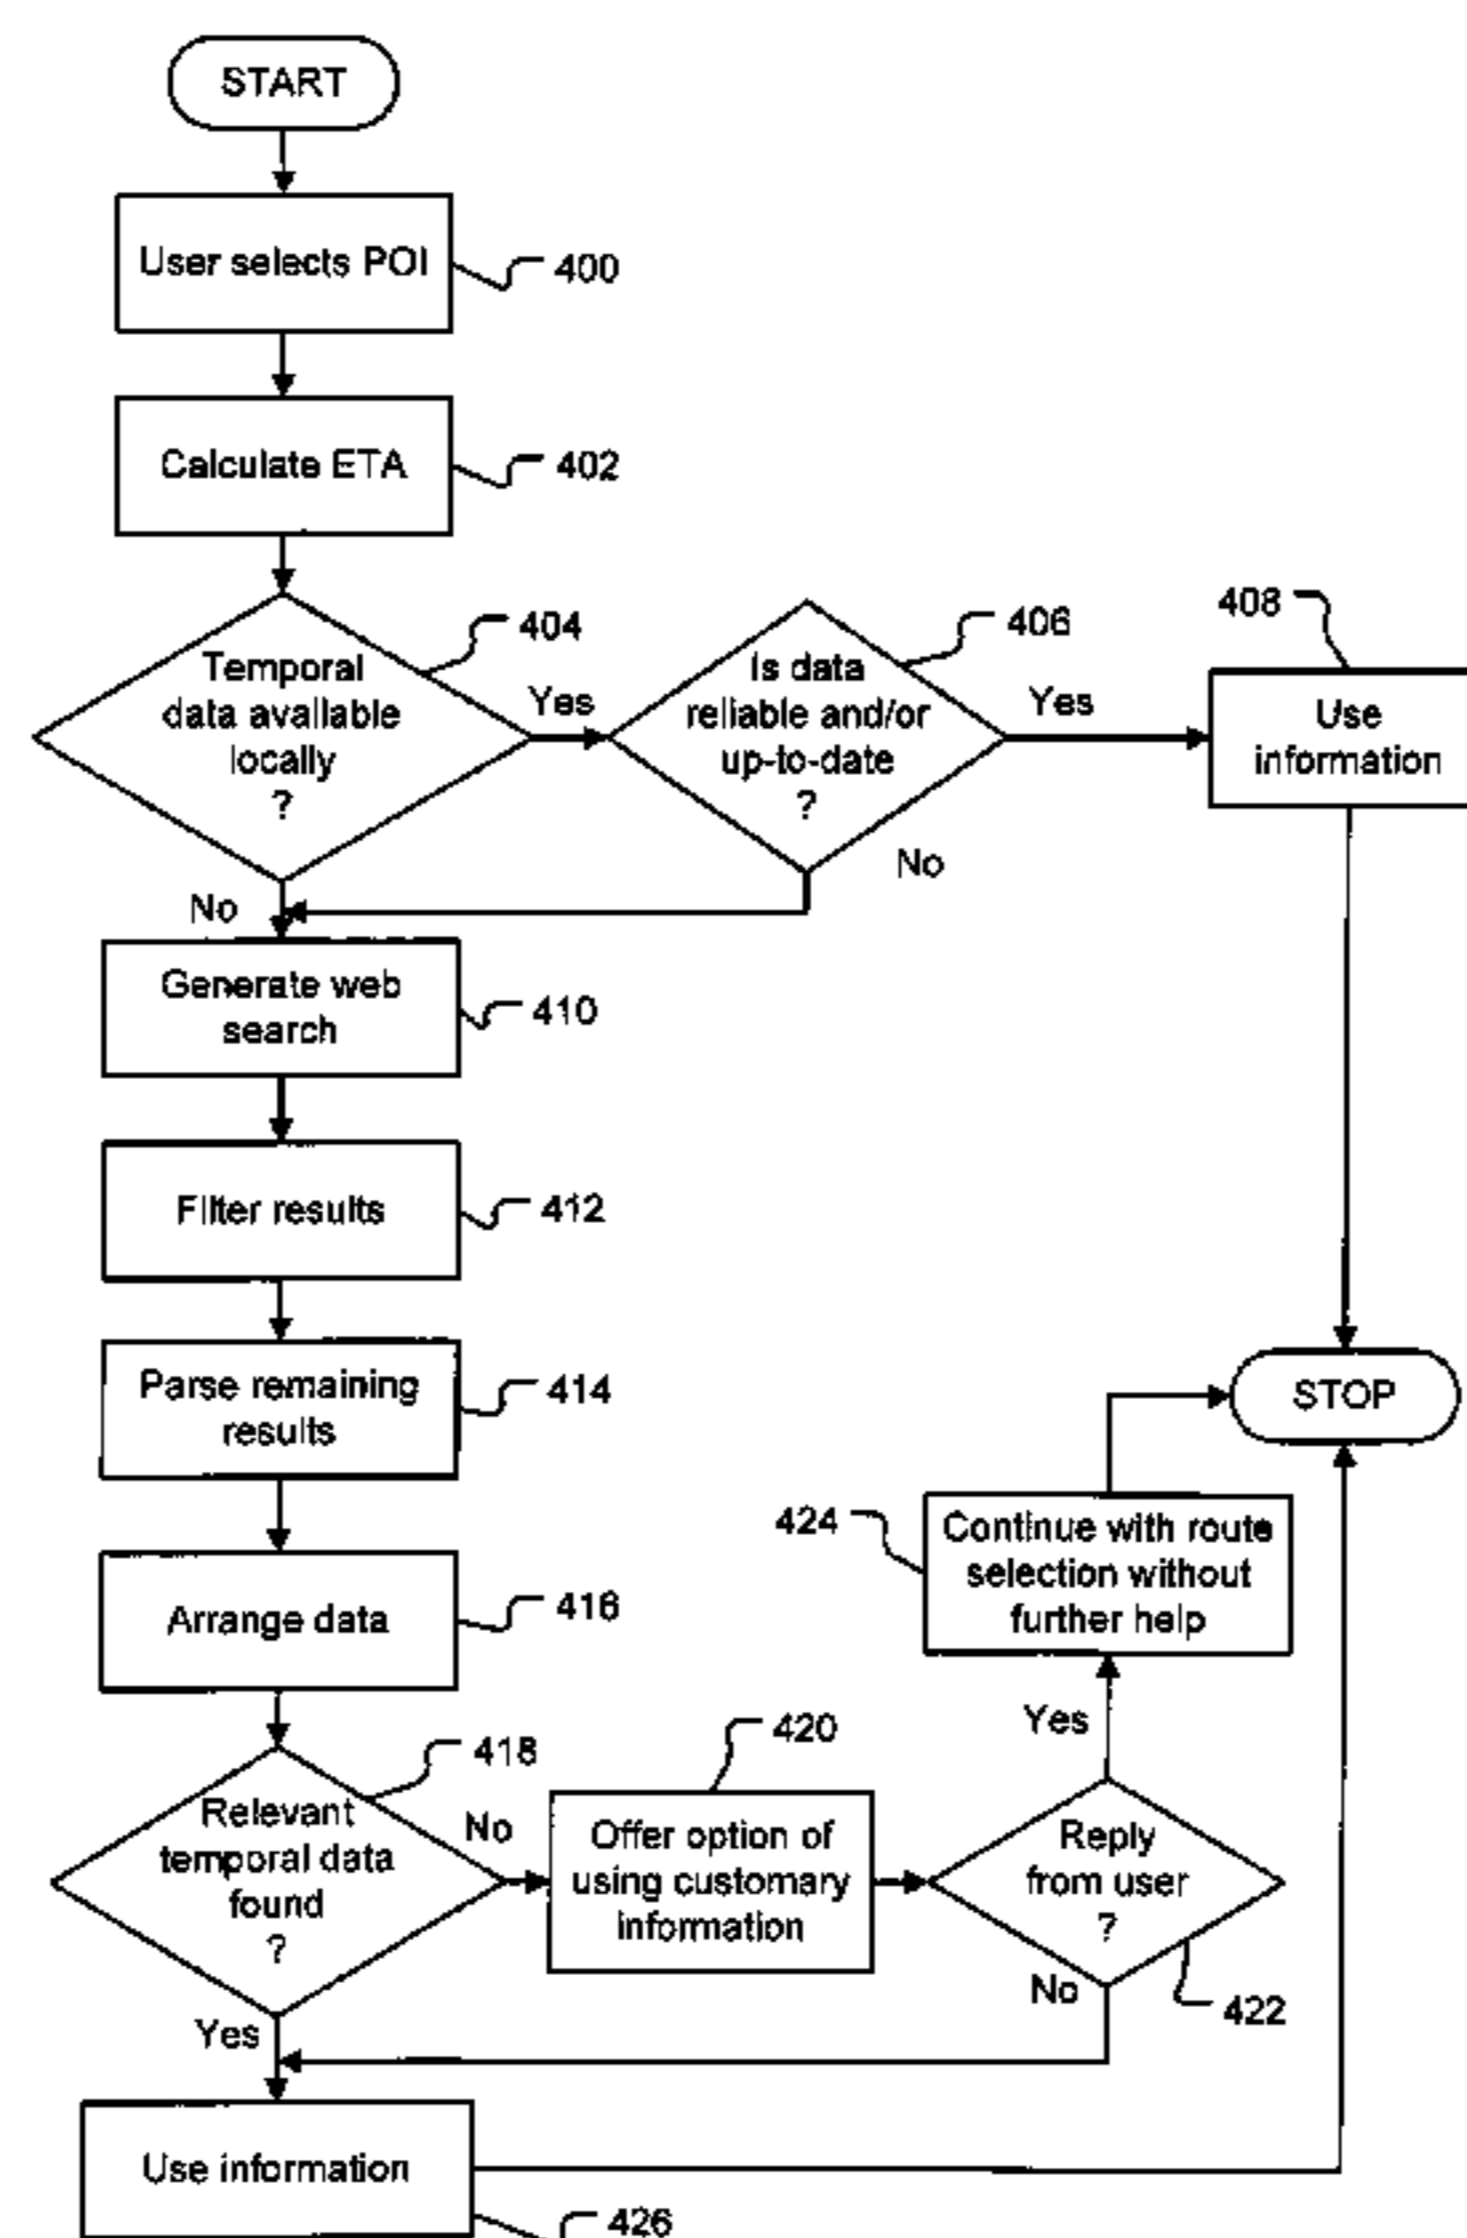 START
User selects POI
400
Calculate ETA
402
Temporal
data available
locally
?
404
Yes
Is data
reliable and/or
up-to-date
?
406
Yes
408
Use
information
No
No
Generate web
search
410
Filter results
412
Parse remaining
results
414
STOP
Arrange data
416
424
Continue with route
selection without
further help
Yes
Relevant
temporal data
found
?
418
No
420
Offer option of
using customary
information
Reply
from user
?
422
No
Yes
Use information
426